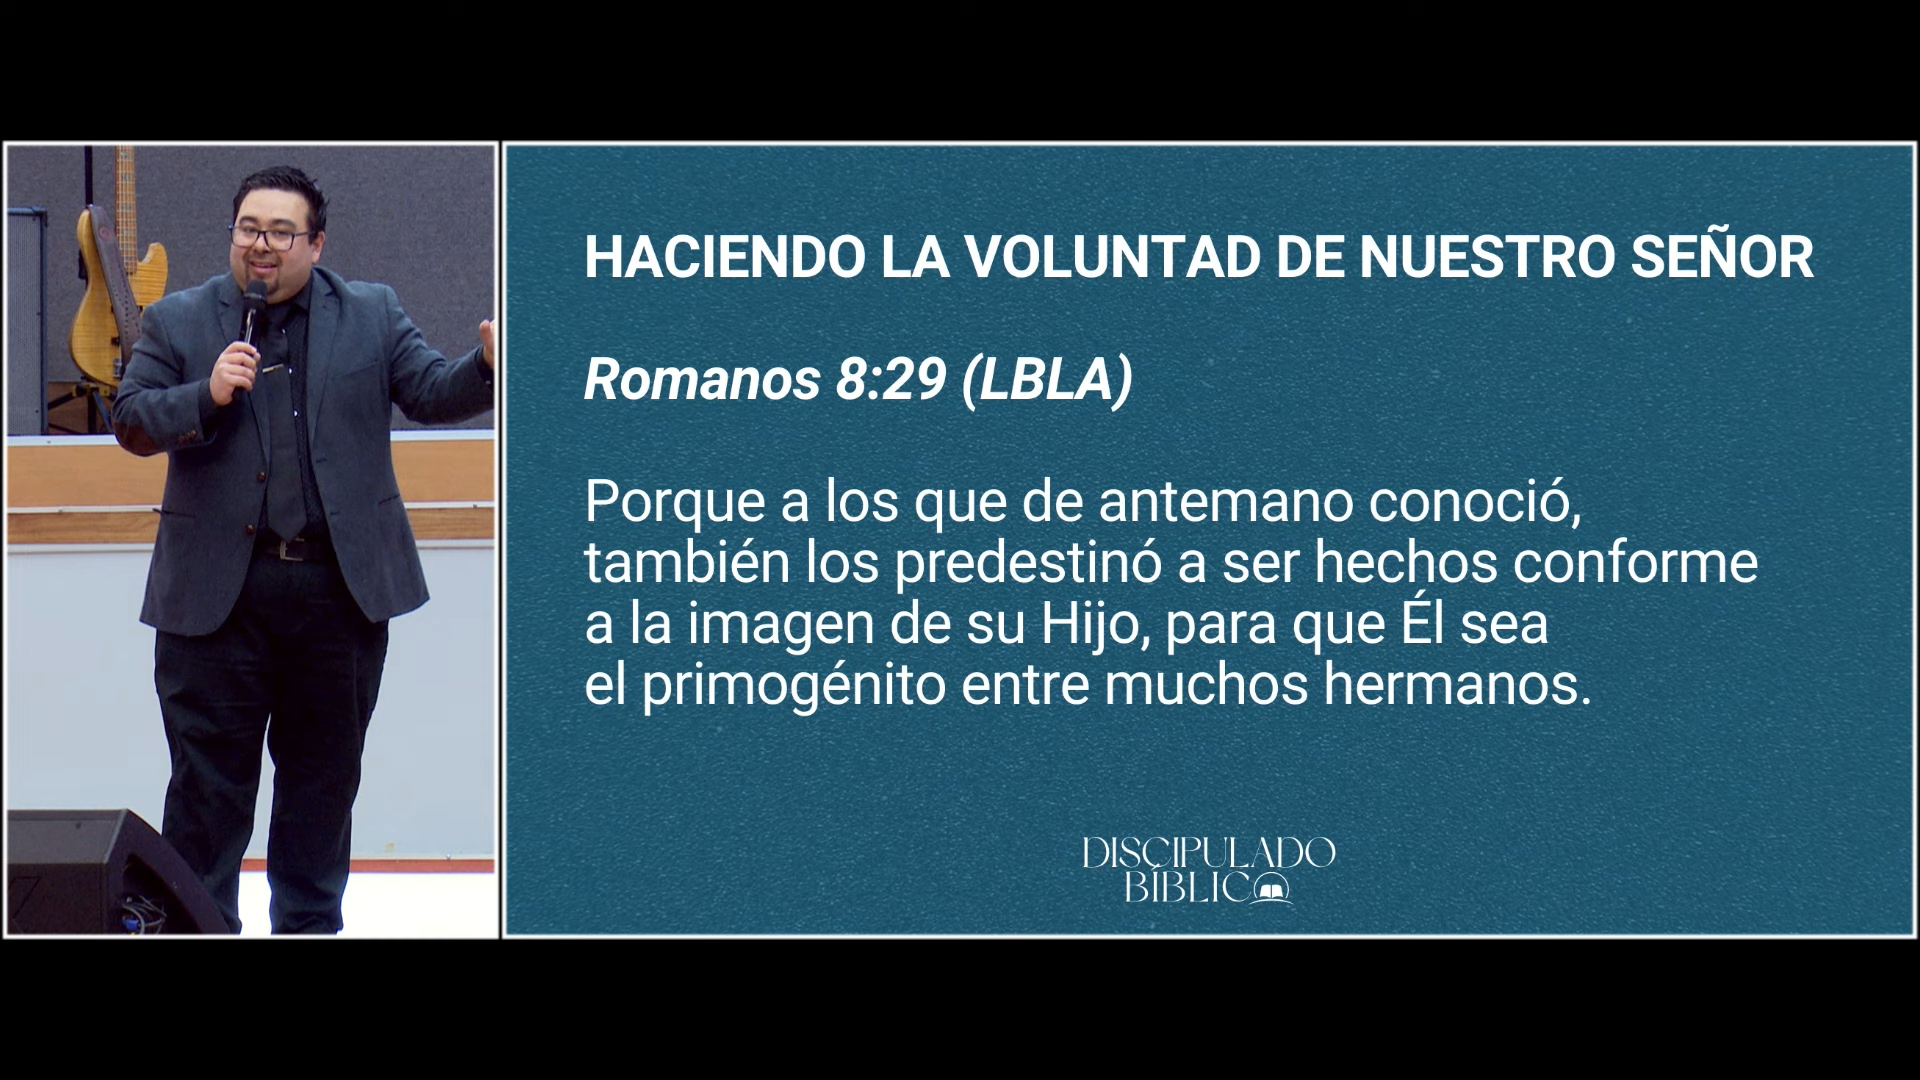 HACIENDO LA VOLUNTAD DE NUESTRO SEÑOR
Romanos 8:29 (LBLA)
Porque a los que de antemano conoció,
también los predestinó a ser hechos conforme
a la imagen de su Hijo, para que Él sea
el primogénito entre muchos hermanos.
DISCIPULADO
BÍBLICO